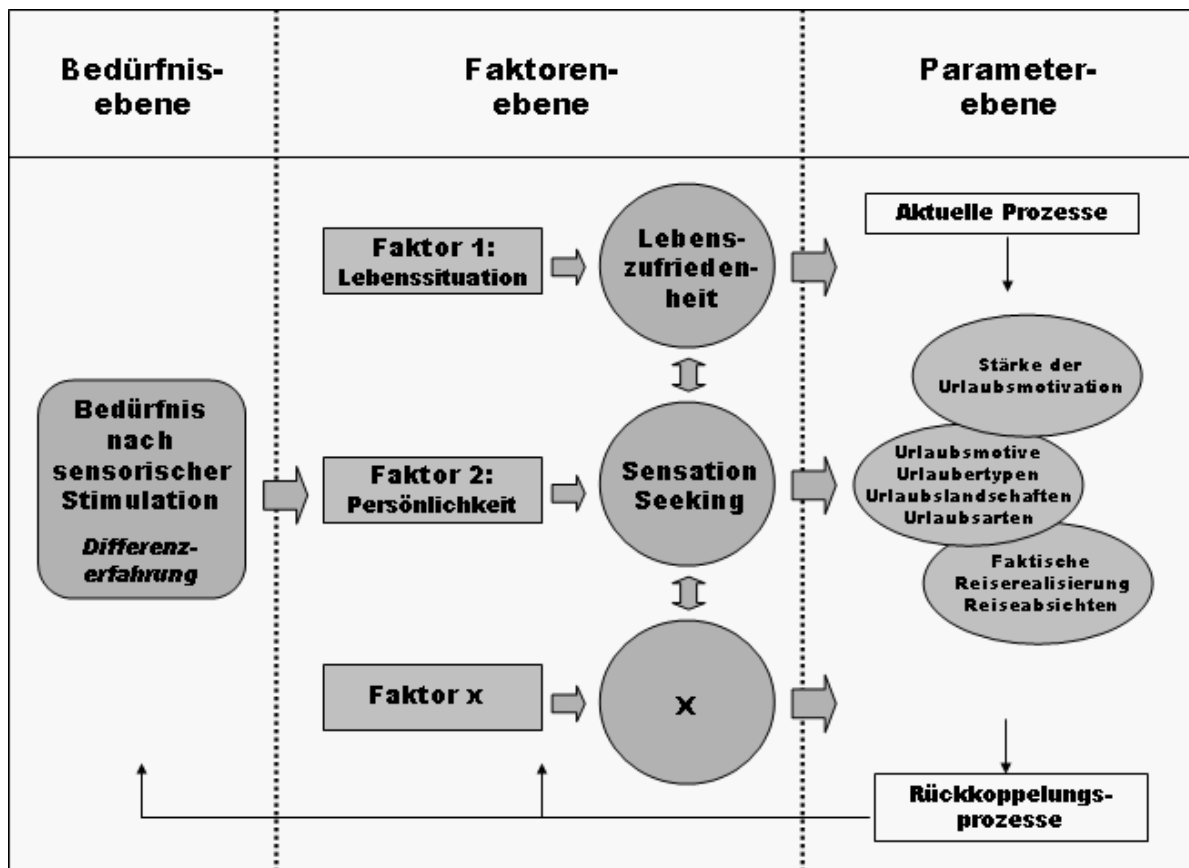 Bedürfnis-
ebene
Faktoren-
ebene
Parameter-
ebene
Bedürfnis
nach
sensorischer
Stimulation
Differenz-
erfahrung
Faktor 1:
Lebenssituation
Lebens-
zufrieden-
heit
Faktor 2:
Persönlichkeit
Sensation
Seeking
Faktor x
x
Aktuelle Prozesse
Stärke der
Urlaubsmotivation
Urlaubsmotive
Urlaubertypen
Urlaubslandschaften
Urlaubsarten
Faktische
Reiserealisierung
Reiseabsichten
Rückkoppelungs-
prozesse